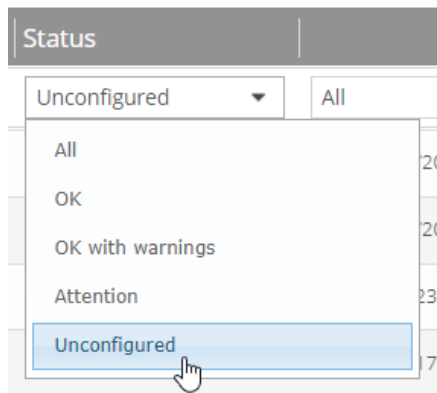 Status
Unconfigured
All
All
OK
OK with warnings
Attention
Unconfigured